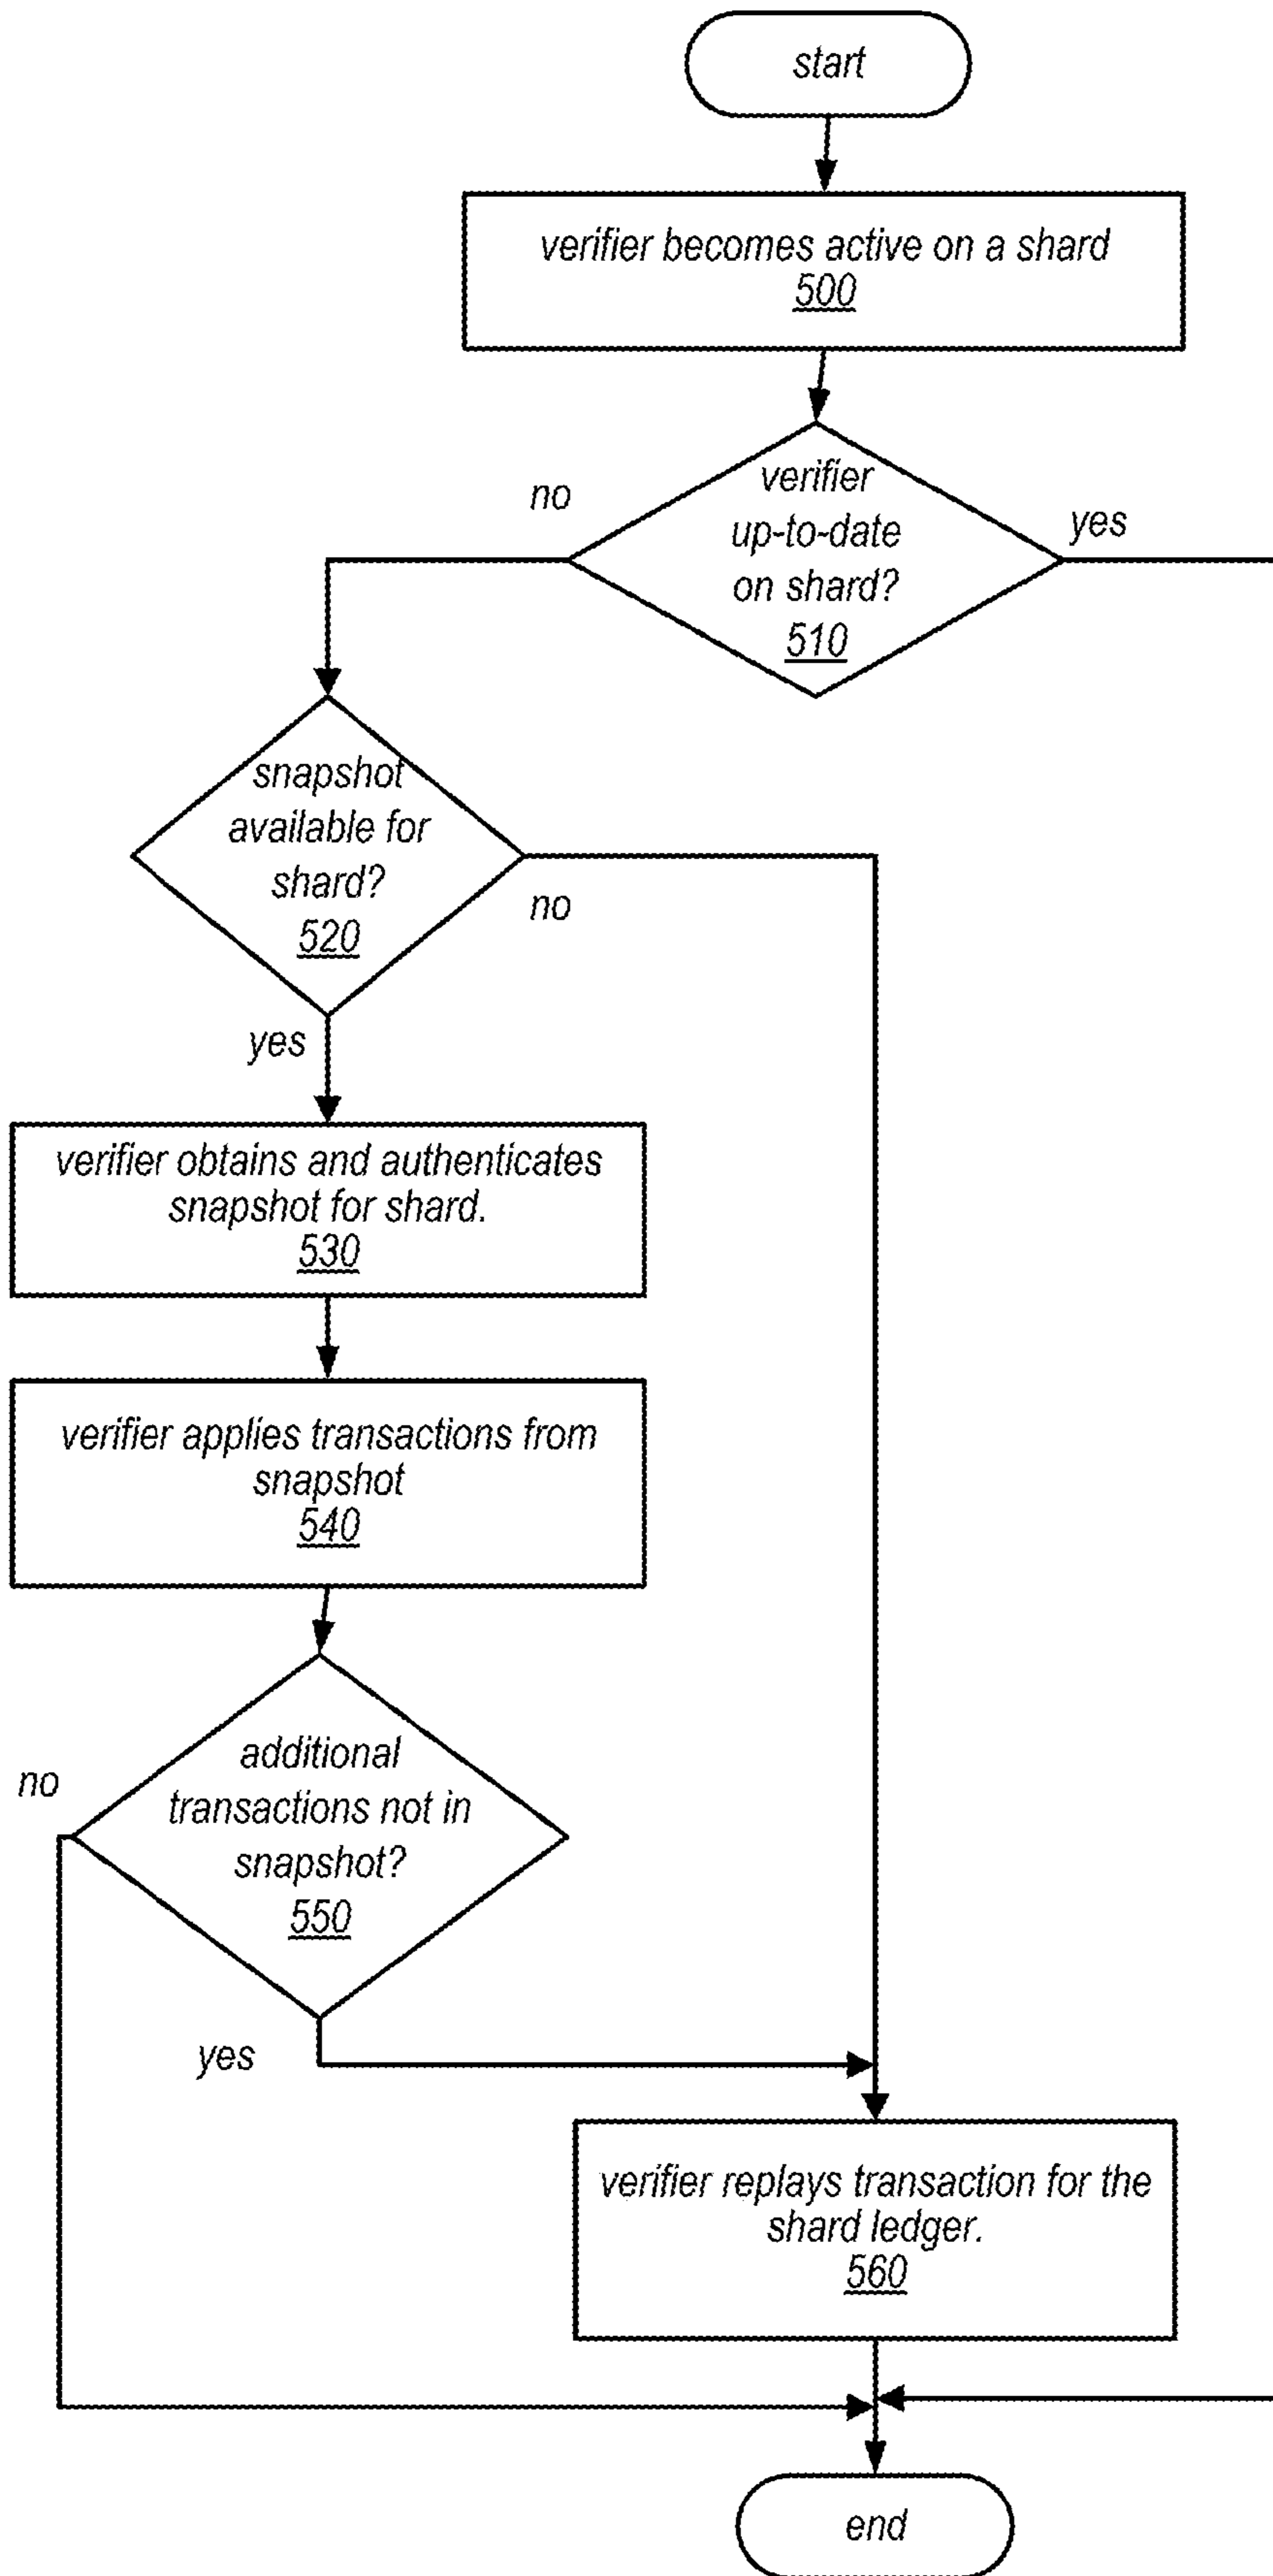 start
verifier becomes active on a shard
500
verifier
up-to-date
on shard?
510
no
yes
snapshot
available for
shard?
520
no
yes
verifier obtains and authenticates
snapshot for shard.
530
verifier applies transactions from
snapshot
540
additional
transactions not in
snapshot?
550
no
yes
verifier replays transaction for the
shard ledger.
560
end